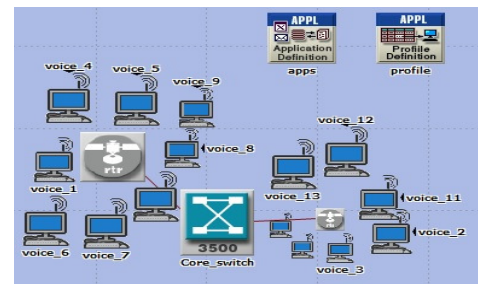 APPL
Application
Definition
apps
APPL
Profile
Definition
profile
voice_4
voice_5
voice_9
voice_12
voice_8
rtr
voice_1
voice_13
voice_11
voice_6
voice_7
3500
Core_switch
rtr
voice_2
voice_3